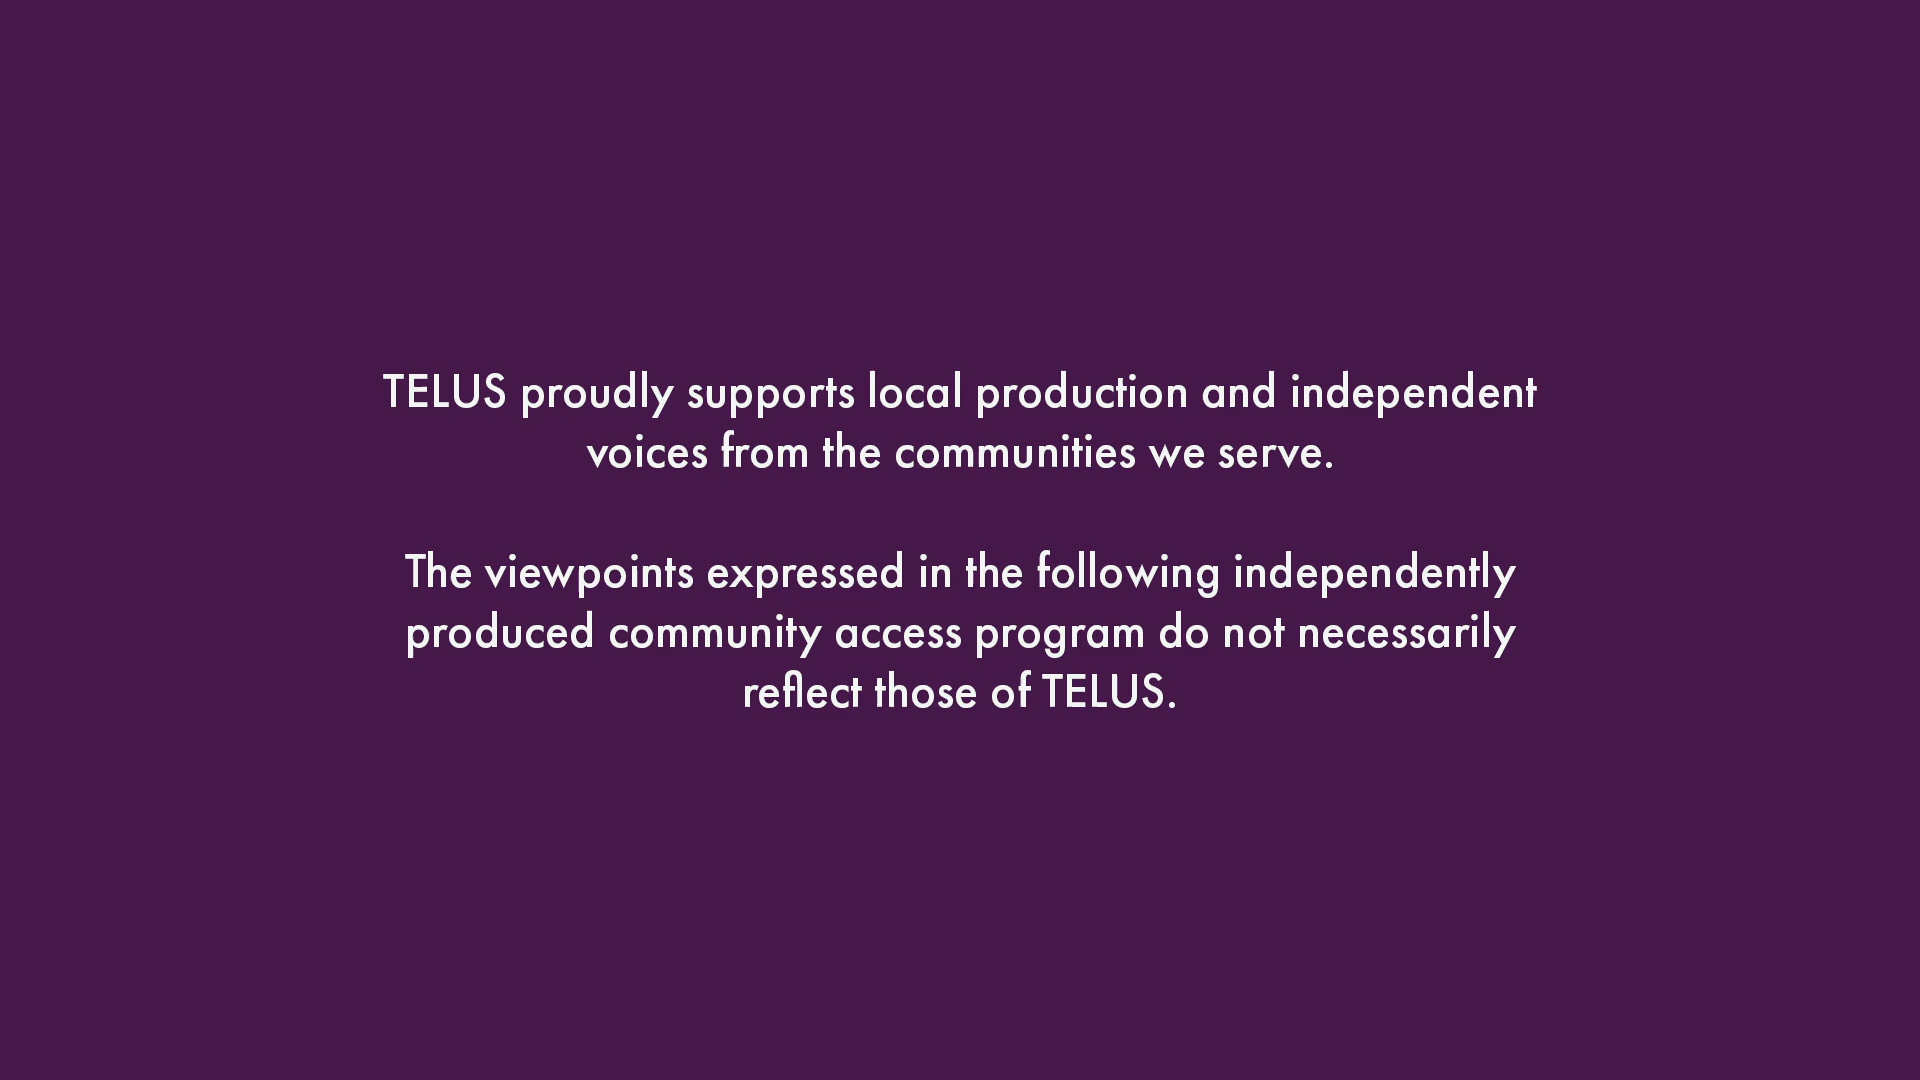 TELUS proudly supports local production and independent
voices from the communities we serve.
The viewpoints expressed in the following independently
produced community access program do not necessarily
reflect those of TELUS.